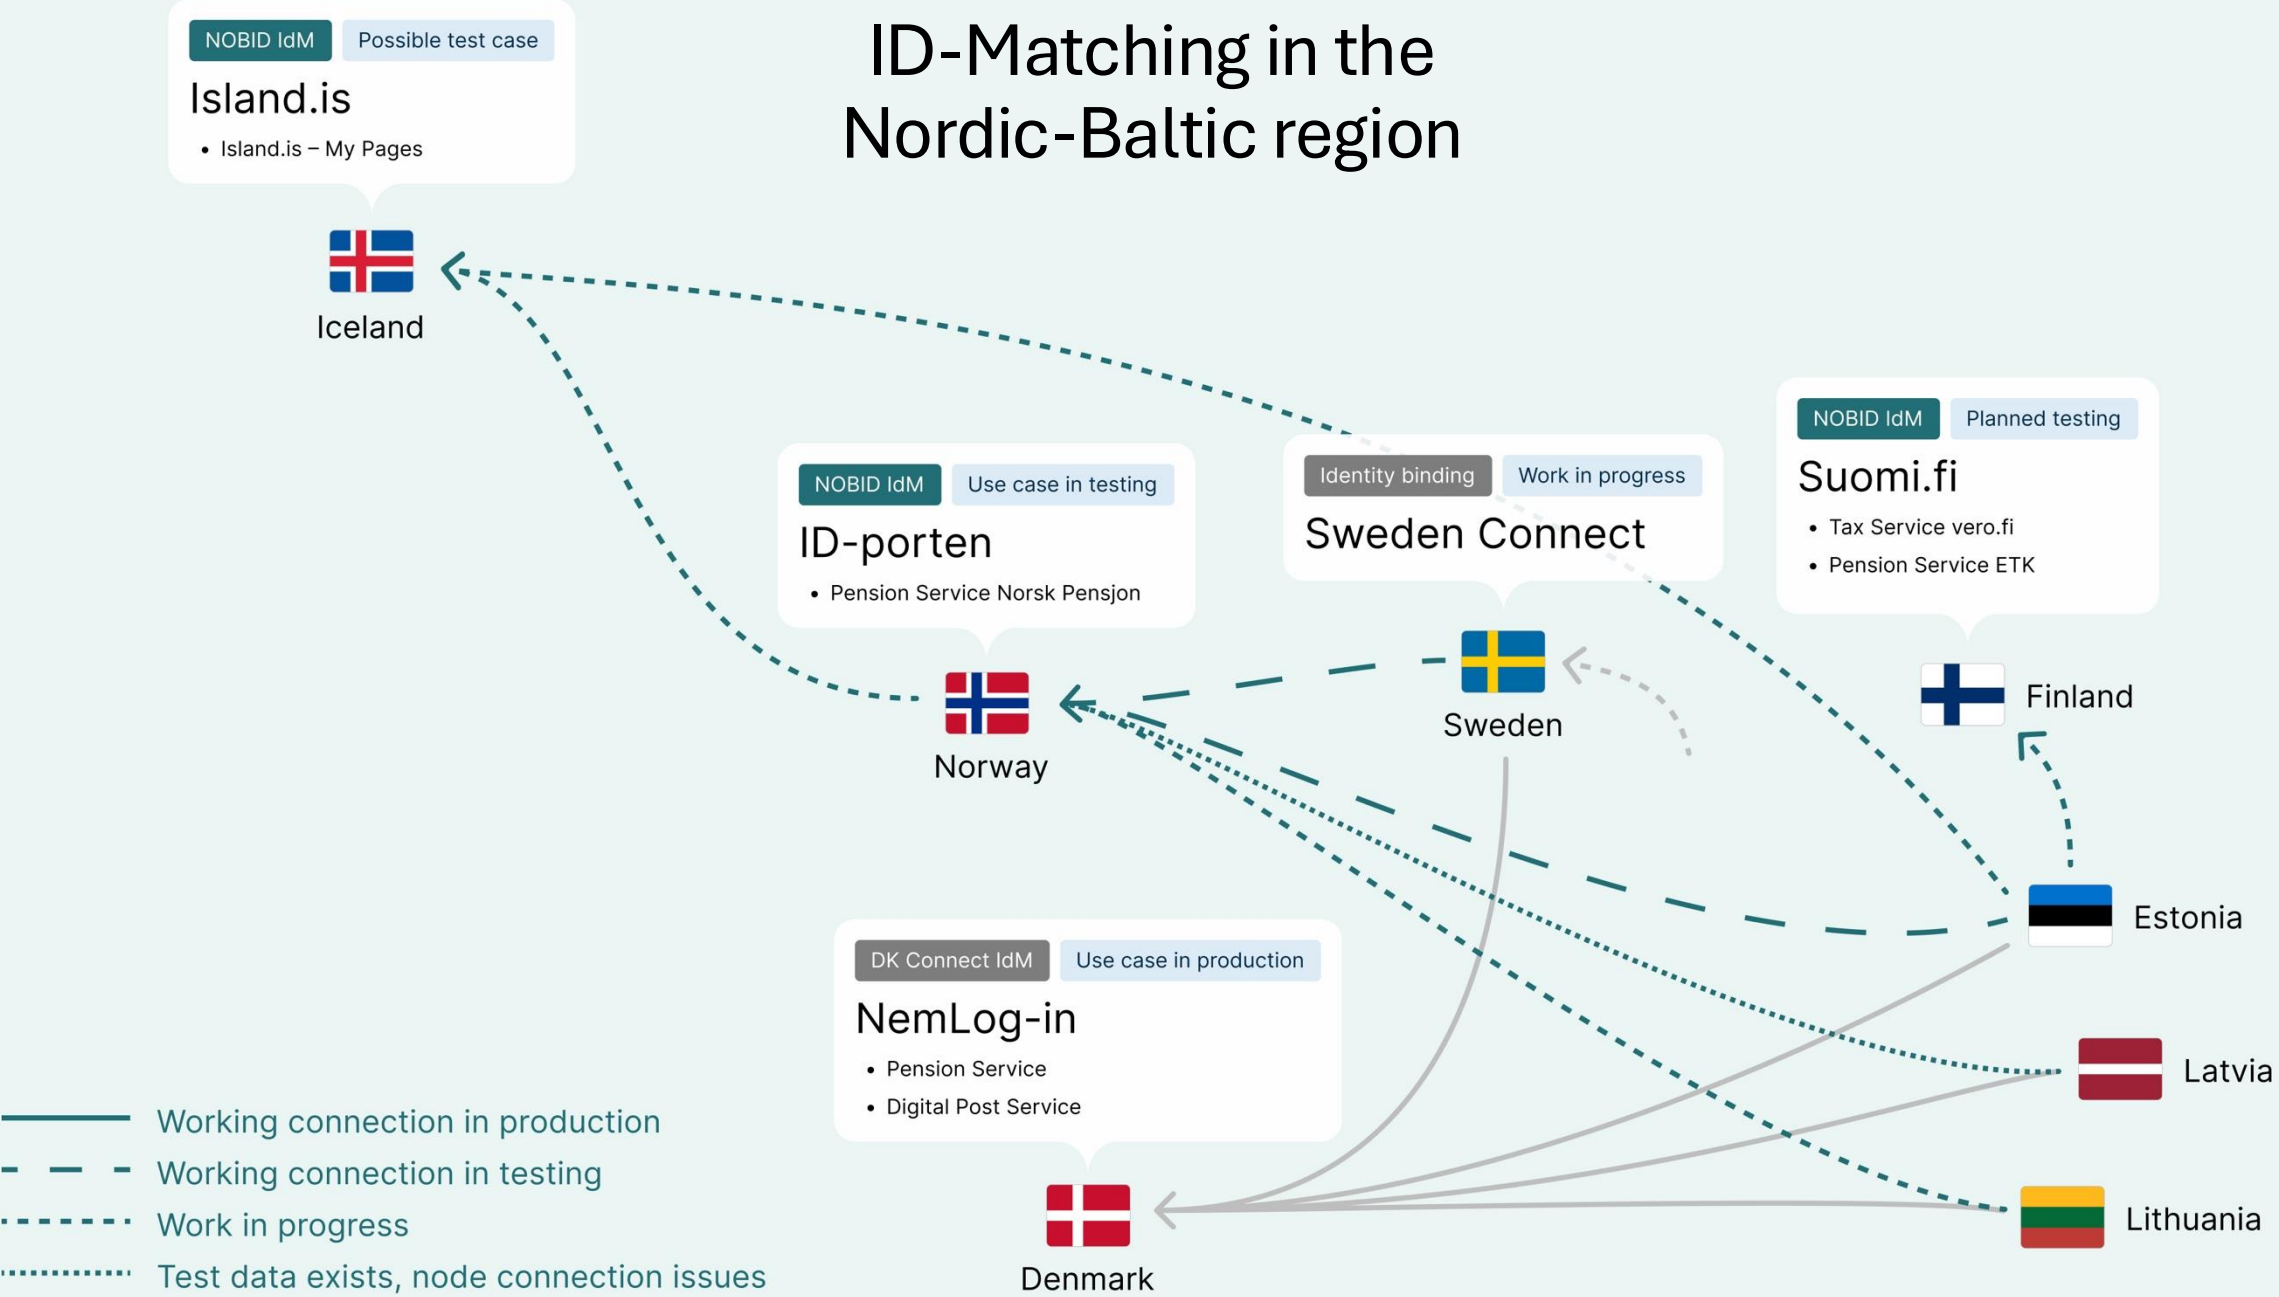 ID-Matching in the
Nordic-Baltic region
NOBID IdM
Possible test case
Island.is
• Island.is – My Pages
Iceland
NOBID IdM
Use case in testing
ID-porten
• Pension Service Norsk Pensjon
Norway
Identity binding
Work in progress
Sweden Connect
Sweden
NOBID IdM
Planned testing
Suomi.fi
• Tax Service vero.fi
• Pension Service ETK
Finland
Estonia
DK Connect IdM
Use case in production
NemLog-in
• Pension Service
• Digital Post Service
Denmark
Latvia
Lithuania
Working connection in production
Working connection in testing
Work in progress
Test data exists, node connection issues